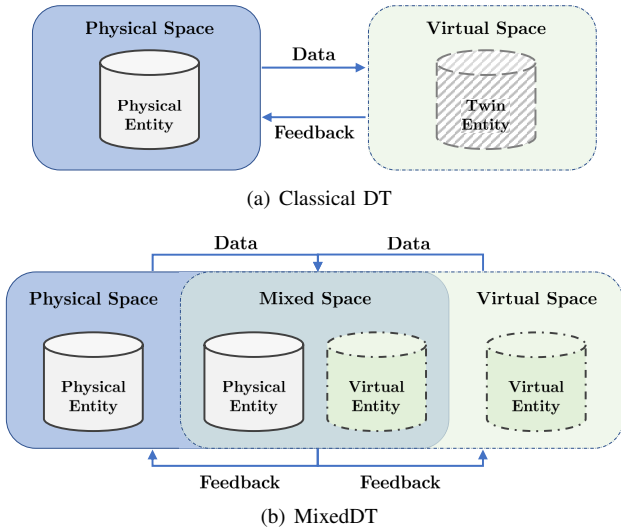 Physical Space
Virtual Space
Data
Physical
Entity
Twin
Entity
Feedback
(a) Classical DT
Data
Data
Physical Space
Mixed Space
Virtual Space
Physical
Entity
Physical
Entity
Virtual
Entity
Virtual
Entity
Feedback
Feedback
(b) MixedDT